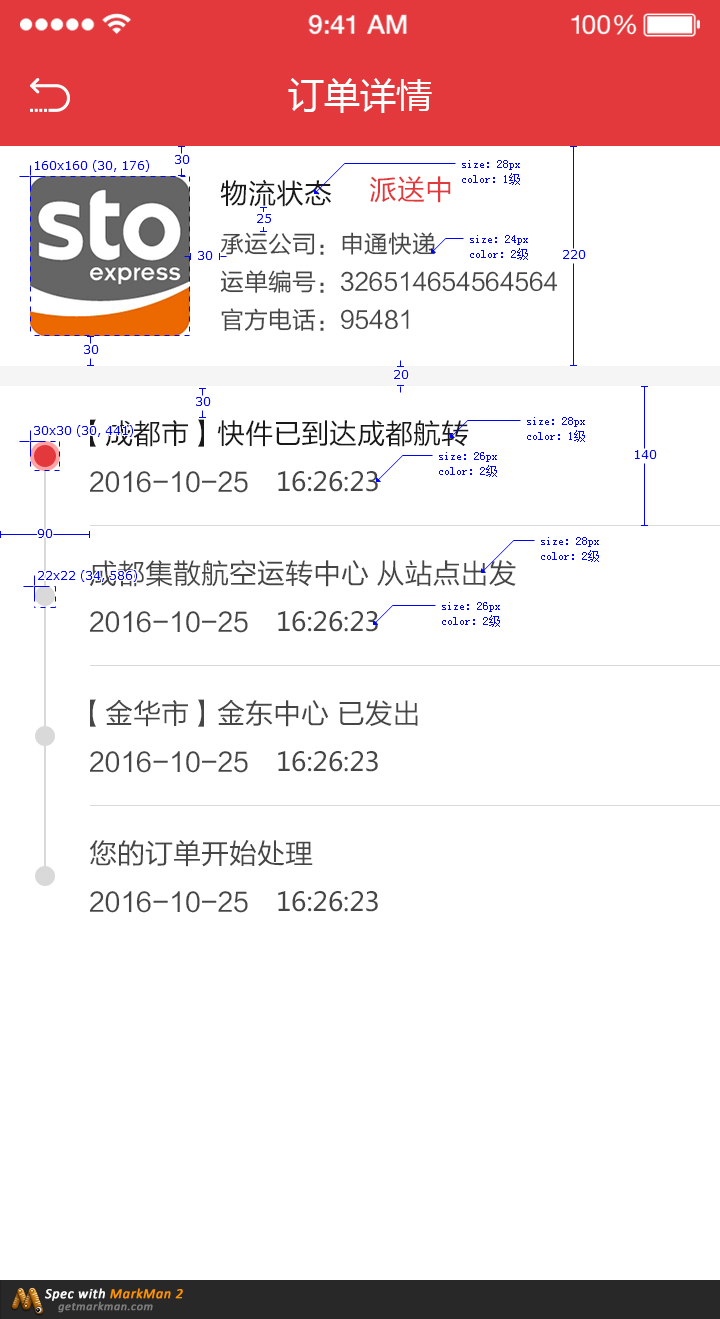 9:41 AM
100%
订单详情
160x160 (30, 176)
30
size: 28px
color: 1级
sto
express
物流状态 派送中
25
30
承运公司：申通快递
size: 24px
color: 2级
220
运单编号：326514654564564
官方电话：95481
30
20
30
30x30 (30, 441)
【成都市】快件已到达成都航转
size: 28px
color: 1级
140
2016-10-25 16:26:23
size: 26px
color: 2级
90
22x22 (34, 586)
成都集散航空运转中心 从站点出发
size: 28px
color: 2级
2016-10-25 16:26:23
size: 26px
color: 2级
【金华市】金东中心 已发出
2016-10-25 16:26:23
您的订单开始处理
2016-10-25 16:26:23
Spec with MarkMan 2
getmarkman.com